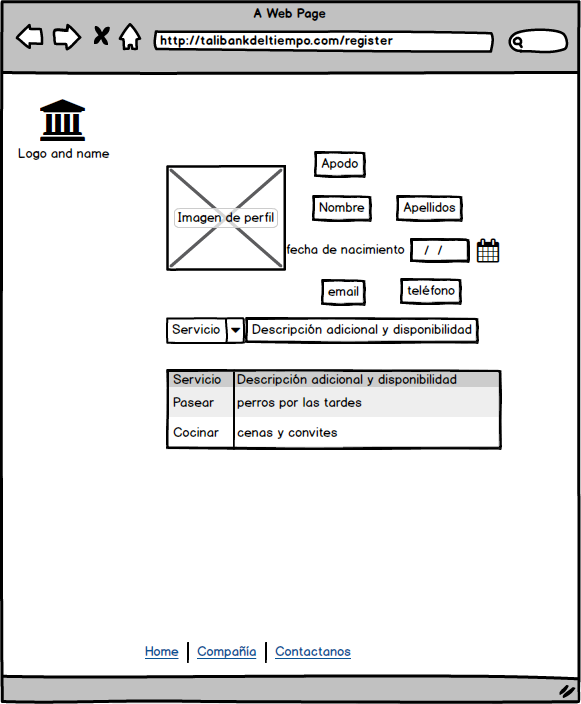 A Web Page
http://talibankdeltiempo.com/register
Logo and name
Apodo
Imagen de perfil
Nombre Apellidos
fecha de nacimiento / /
email teléfono
Servicio Descripción adicional y disponibilidad
Servicio Descripción adicional y disponibilidad
Pasear perros por las tardes
Cocinar cenas y convites
Home Compañía Contactanos